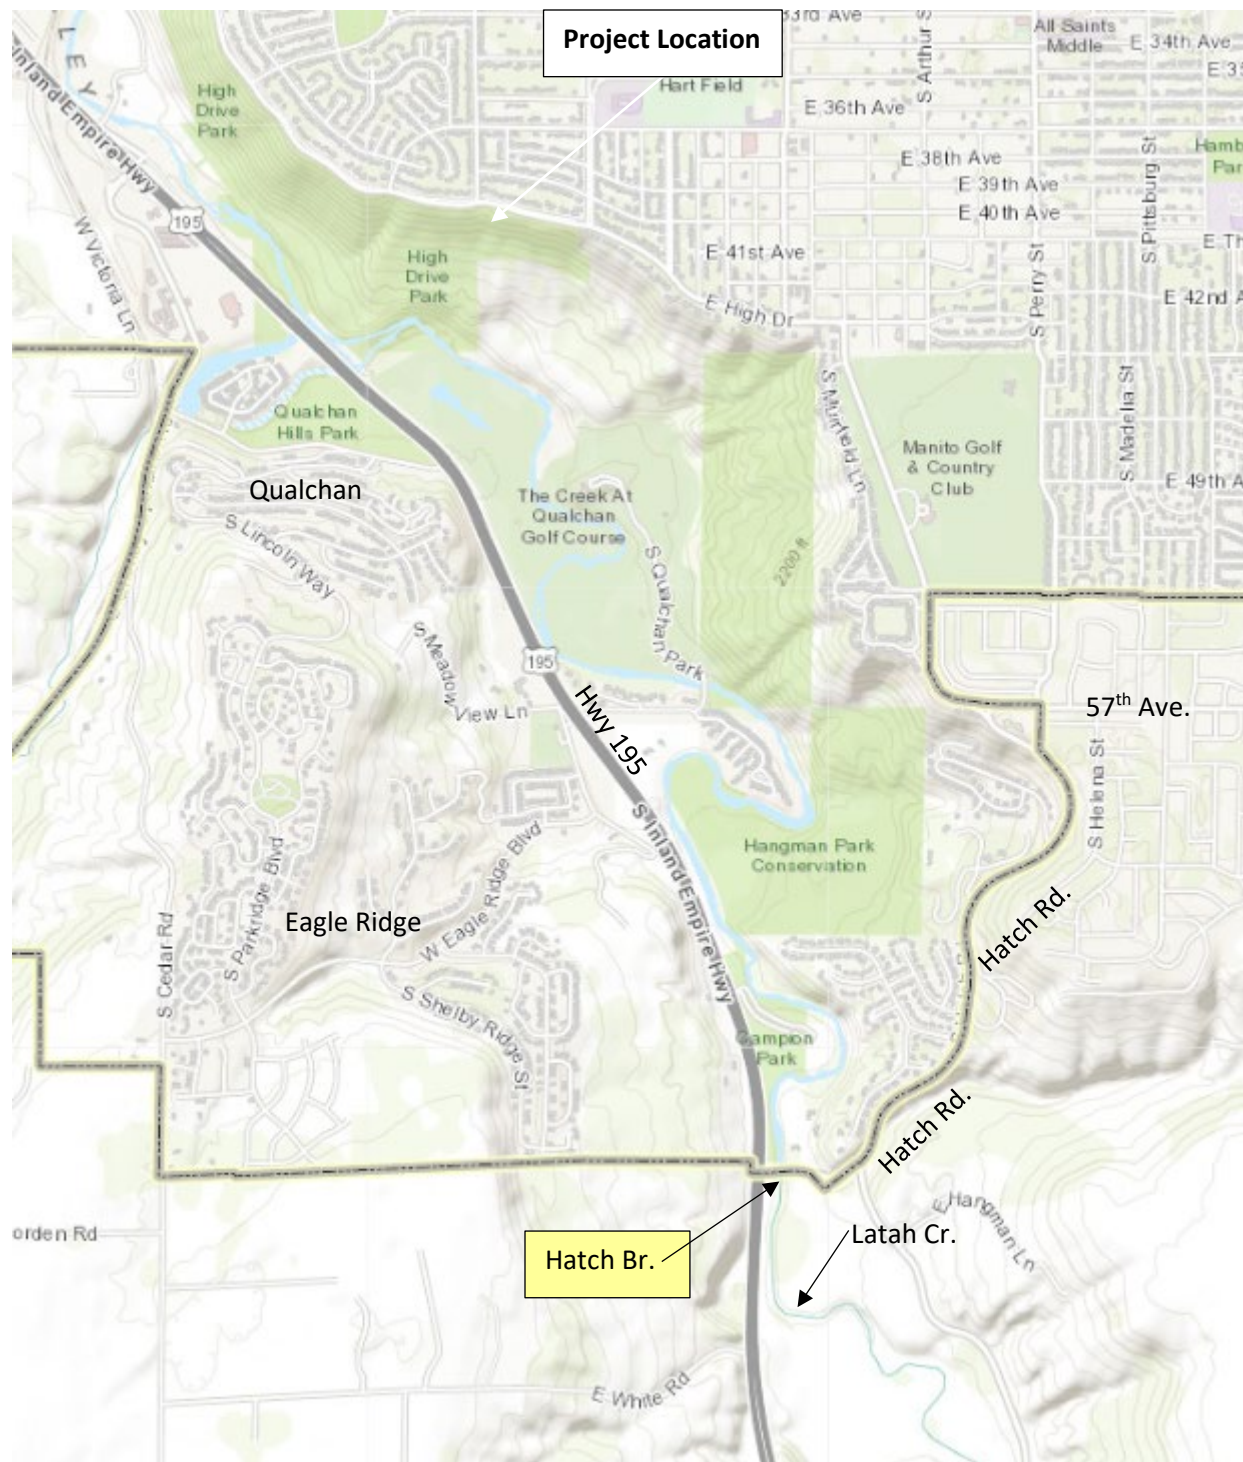 Project Location
33rd Ave
S Arthur S
All Saints
Middle
E 34th Ave
E 35
LEY
Inland Empire Hwy
High
Drive
Park
Hart Field
E 36th Ave
E 38th Ave
E 39th Ave
E 40th Ave
S Pittsburg St
Hamb
Par
195
W Victoria Ln
High
Drive
Park
E 41st Ave
E Th
E High Dr
S Perry St
E 42nd A
Qualchan
Hills Park
S Muirfield Ln
S Madelia St
Manito Golf
& Country
Club
E 49th A
Qualchan
The Creek At
Qualchan
Golf Course
S Lincoln Way
S Qualchan Park
2200 ft
S Meadow
View Ln
195
Hwy 195
57th Ave.
S Helena St
S Inland Empire Hwy
Hangman Park
Conservation
S Parkridge Blvd
W Eagle Ridge Blvd
Eagle Ridge
Hatch Rd.
S Cedar Rd
S Shelby Ridge St
Campion
Park
Hatch Rd.
E Hangman Ln
orden Rd
Hatch Br.
Latah Cr.
E White Rd